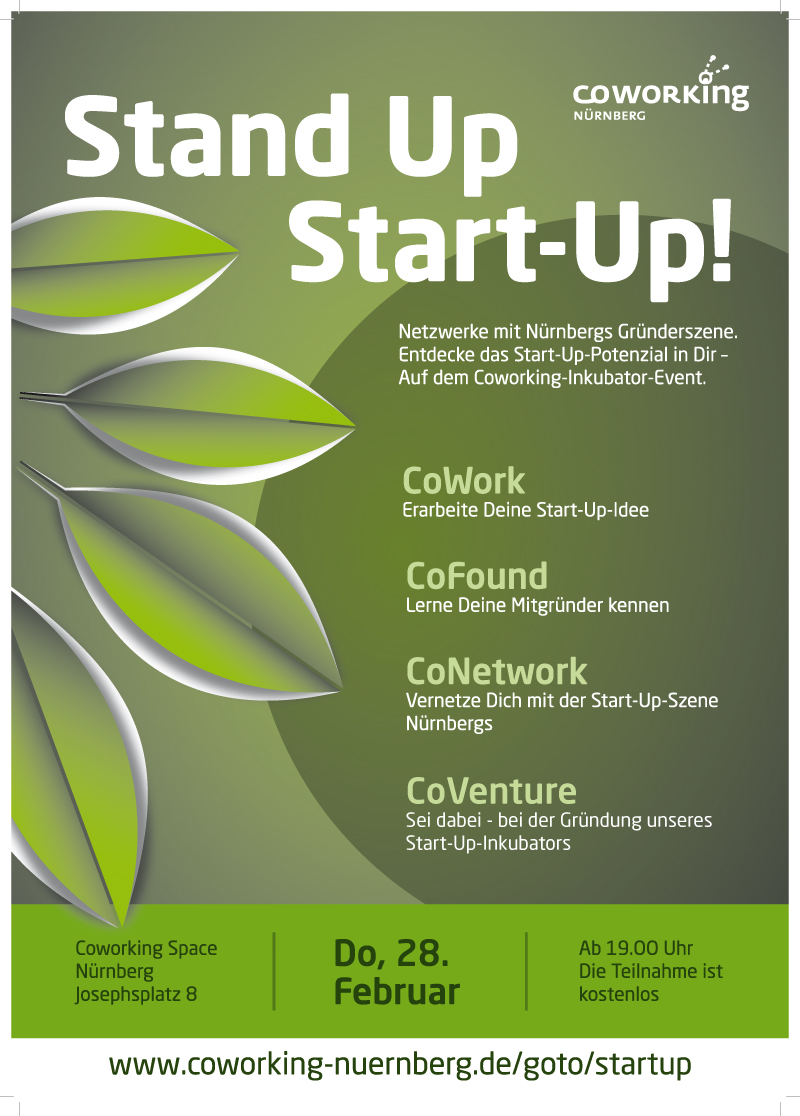 coworking
NÜRNBERG
Stand Up
Start-Up!
Netzwerke mit Nürnbergs Gründerszene.
Entdecke das Start-Up-Potenzial in Dir –
Auf dem Coworking-Inkubator-Event.
CoWork
Erarbeite Deine Start-Up-Idee
CoFound
Lerne Deine Mitgründer kennen
CoNetwork
Vernetze Dich mit der Start-Up-Szene
Nürnbergs
CoVenture
Sei dabei - bei der Gründung unseres
Start-Up-Inkubators
Coworking Space
Nürnberg
Josephsplatz 8
Do, 28.
Februar
Ab 19.00 Uhr
Die Teilnahme ist
kostenlos
www.coworking-nuernberg.de/goto/startup